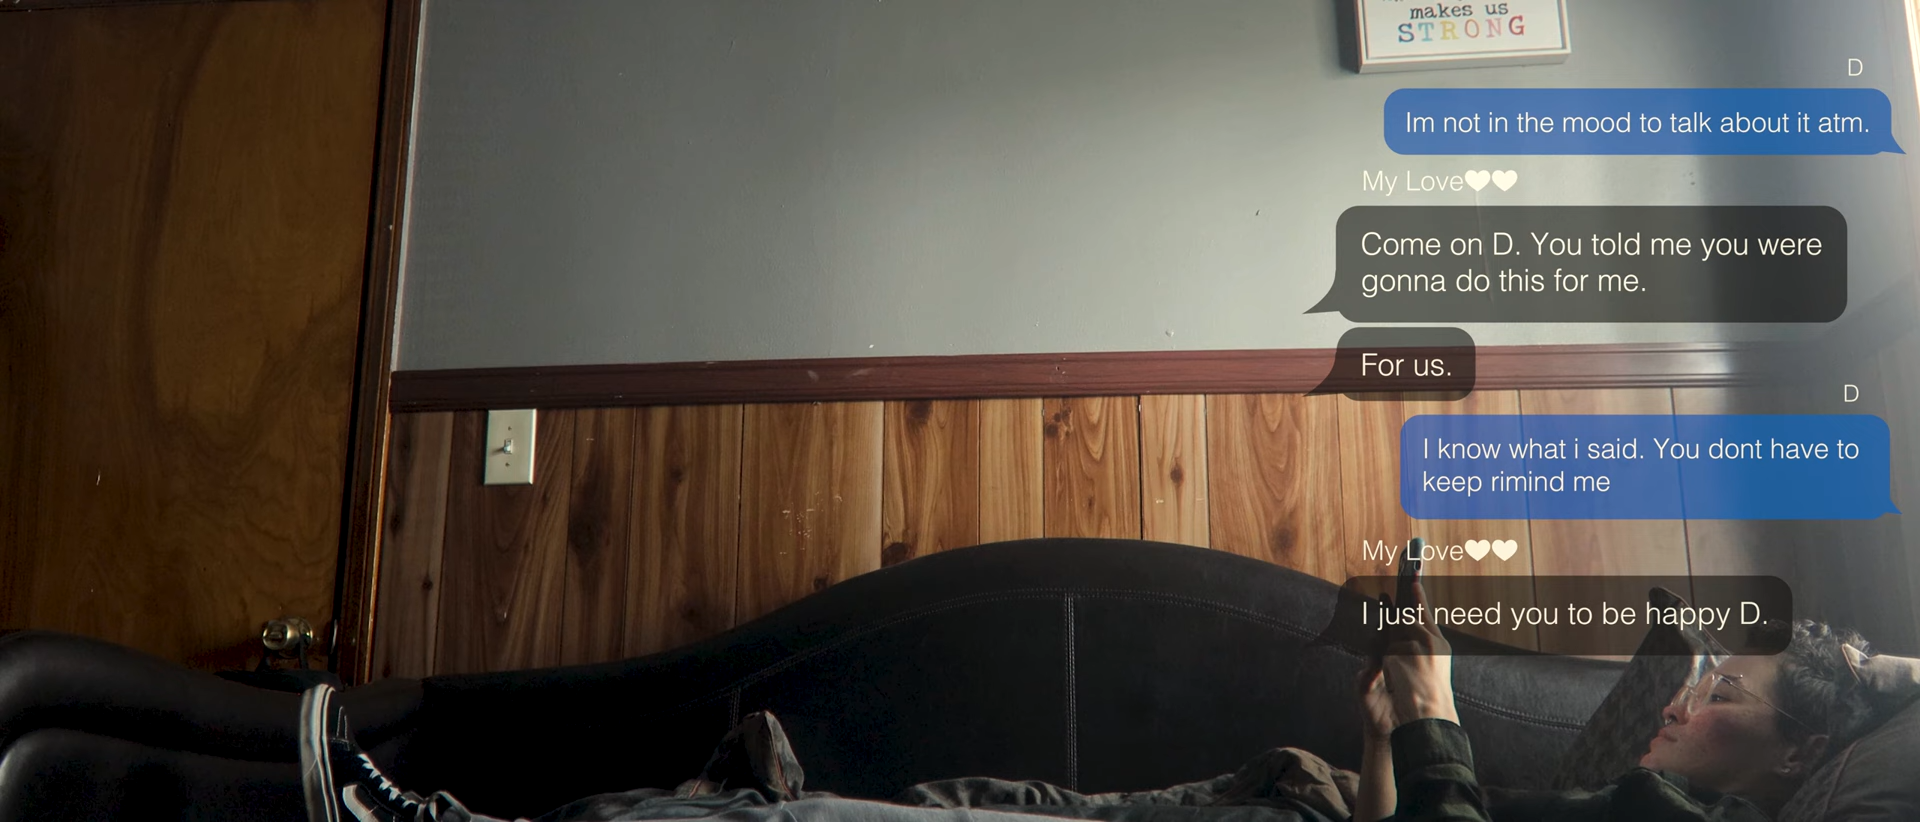 makes us
STRONG
D
Im not in the mood to talk about it atm.
My Love🤍🤍
Come on D. You told me you were
gonna do this for me.
For us.
D
I know what i said. You dont have to
keep rimind me
My Love🤍🤍
I just need you to be happy D.